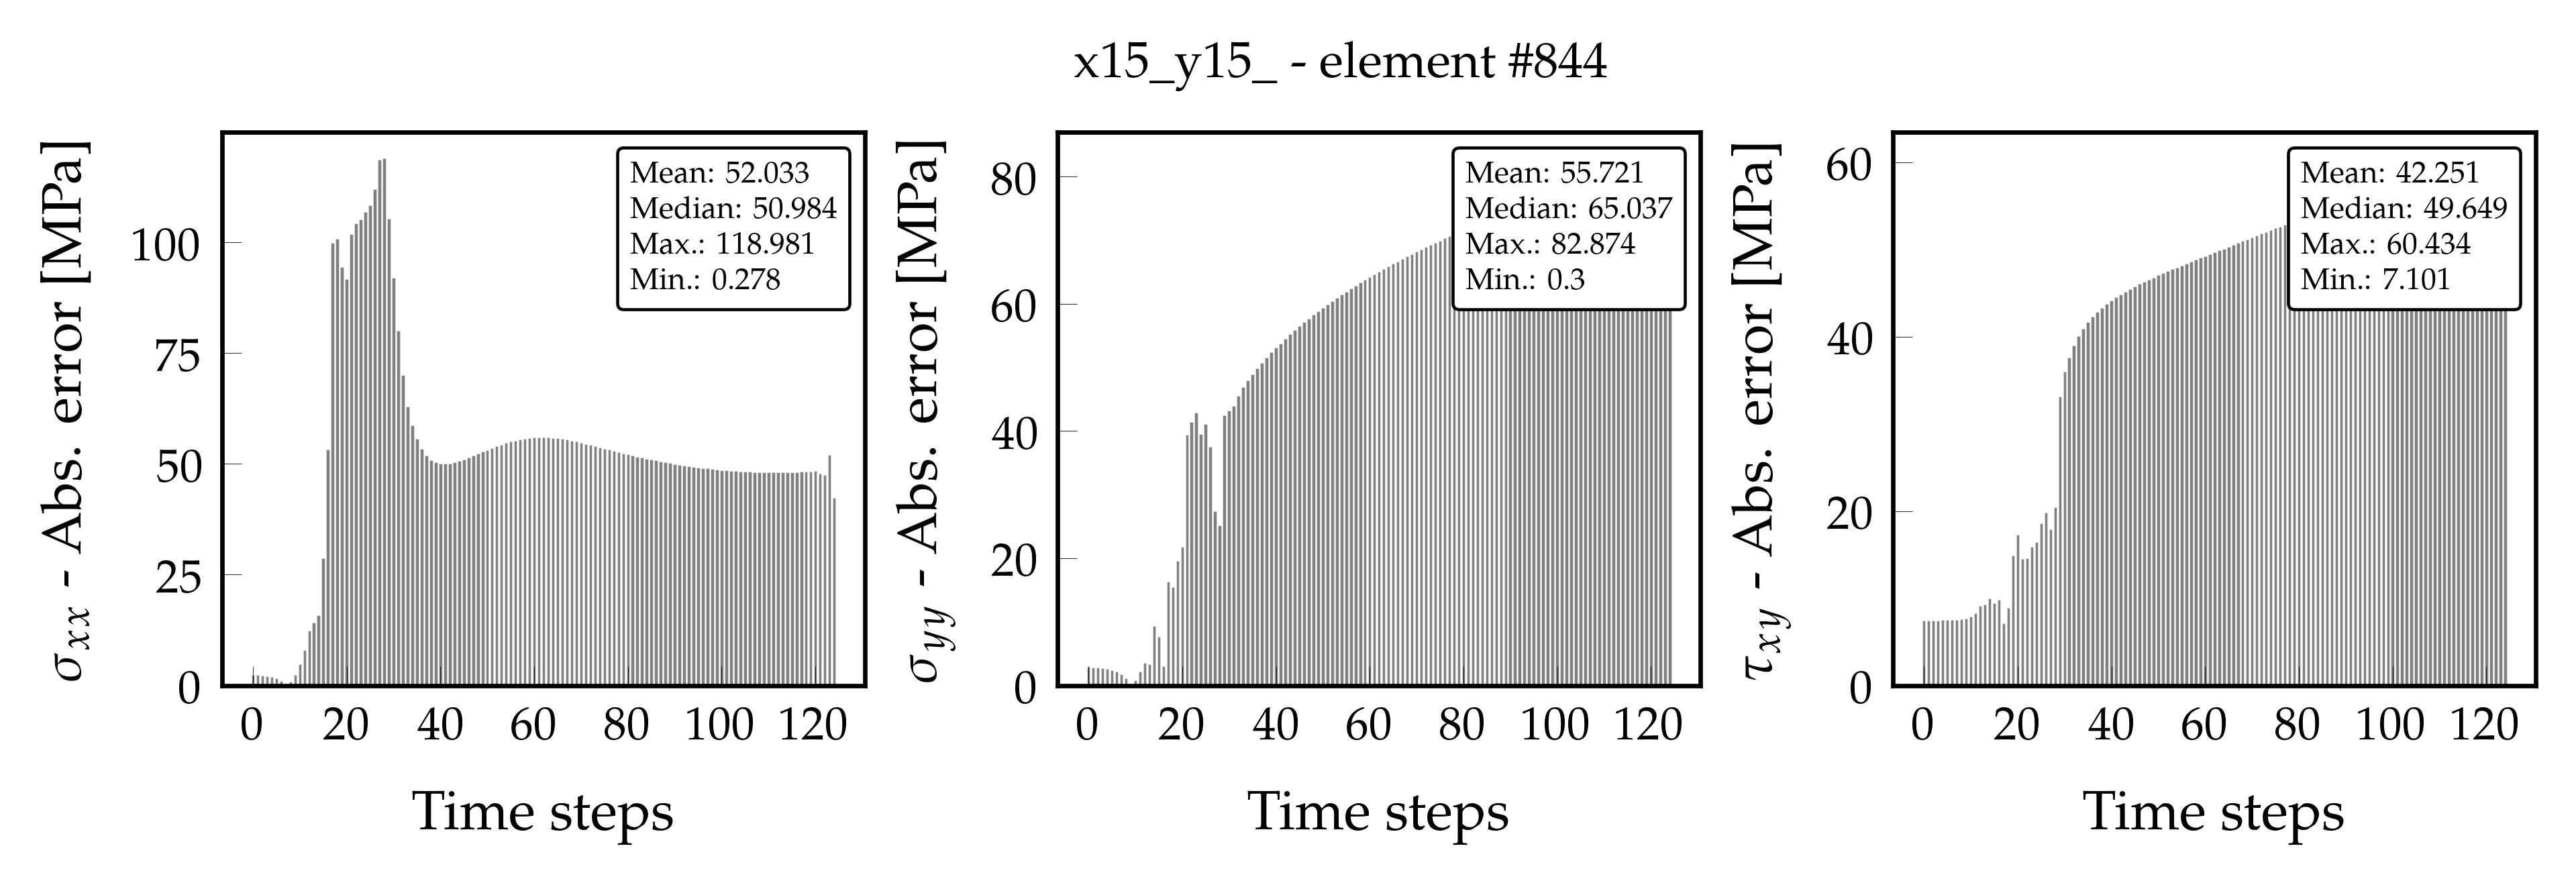 x15_y15_ - element #844
σxx - Abs. error [MPa]
100
75
50
25
0
0 20 40 60 80 100 120
Time steps
Mean: 52.033
Median: 50.984
Max.: 118.981
Min.: 0.278
σyy - Abs. error [MPa]
80
60
40
20
0
0 20 40 60 80 100 120
Time steps
Mean: 55.721
Median: 65.037
Max.: 82.874
Min.: 0.3
τxy - Abs. error [MPa]
60
40
20
0
0 20 40 60 80 100 120
Time steps
Mean: 42.251
Median: 49.649
Max.: 60.434
Min.: 7.101